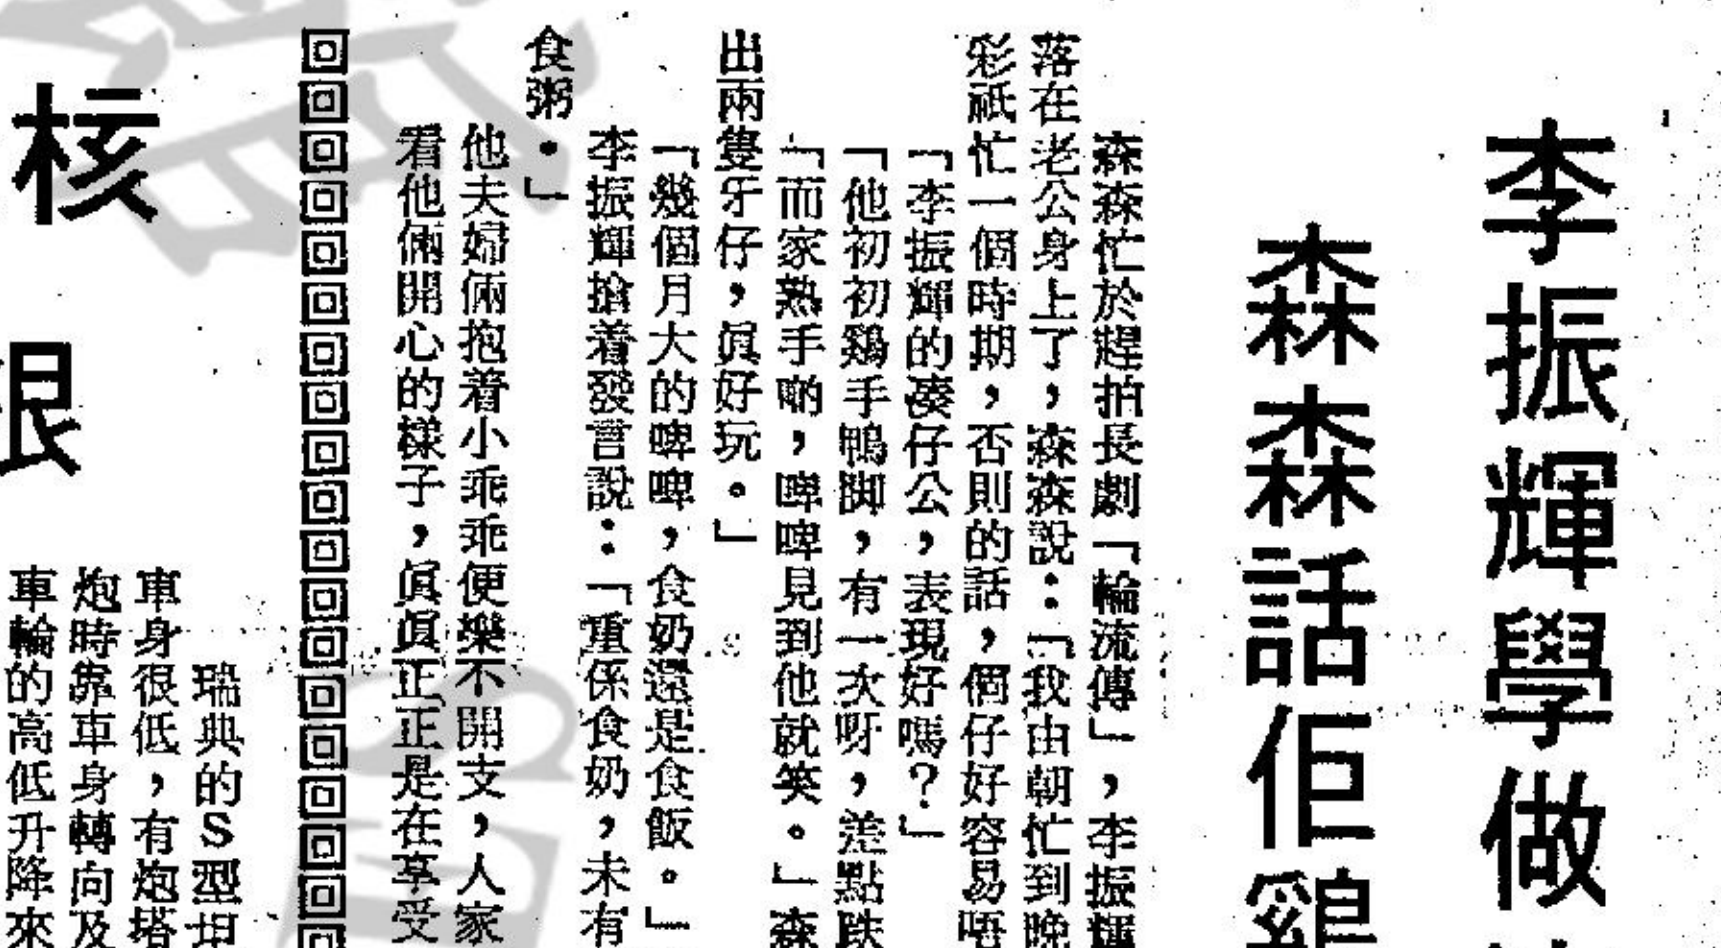 李振輝學做
森森話佢鷄
森森忙於趕拍長劇「輪流傳」，李振輝
落在老公身上了，森森說：「我由朝忙到晚
彩祇忙一個時期，否則的話，個仔好容易唔
「李振輝的湊仔公，表現好嗎？」
「他初初鷄手鴨脚，有一次呀，差點跌
「而家熟手啲，啤啤見到他就笑。」森
出兩隻牙仔，眞好玩。」
「幾個月大的啤啤，食奶還是食飯。」
李振輝搶着發言說：「重係食奶，未有
食粥。」
他夫婦倆抱着小乖乖便樂不開支，人家
看他倆開心的樣子，眞眞正正是在享受
核
瑞典的S型坦
車身很低，有炮塔
炮時靠車身轉向及
車輪的高低升降來